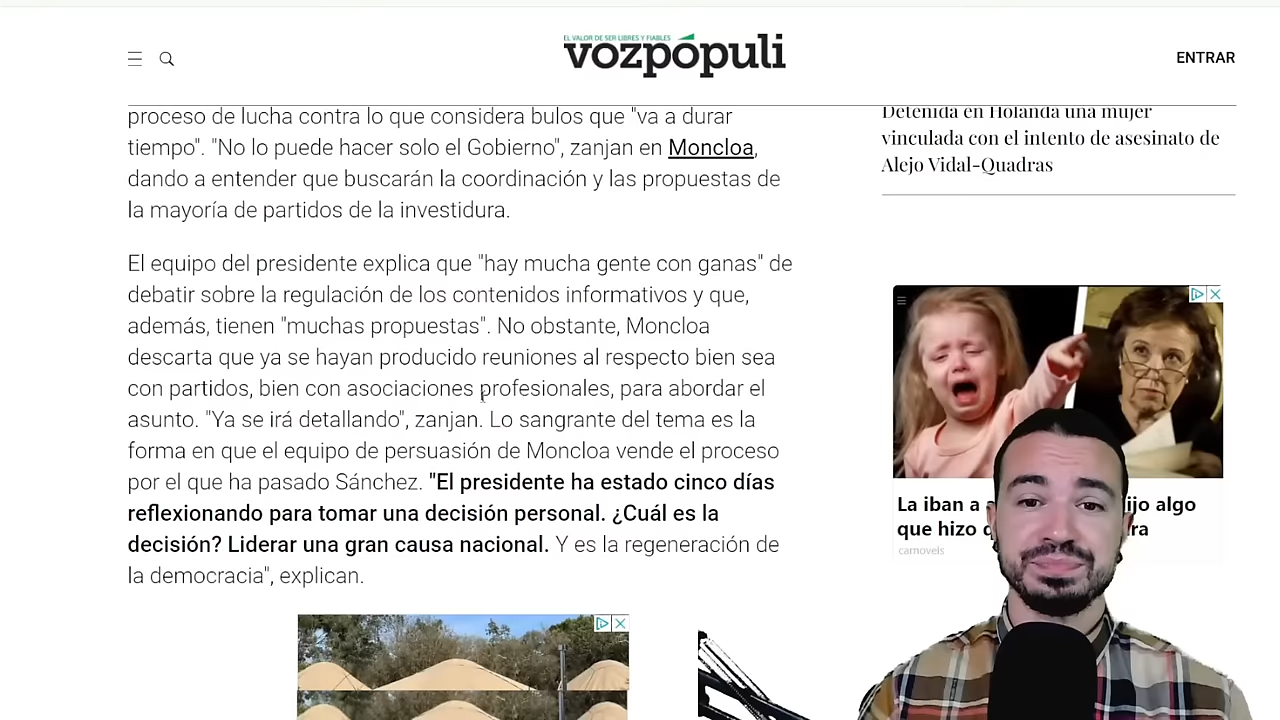 EL VALOR DE SER LIBRES Y FIABLES
vozpópuli
ENTRAR
proceso de lucha contra lo que considera bulos que "va a durar
tiempo". "No lo puede hacer solo el Gobierno", zanjan en Moncloa,
dando a entender que buscarán la coordinación y las propuestas de
la mayoría de partidos de la investidura.
El equipo del presidente explica que "hay mucha gente con ganas" de
debatir sobre la regulación de los contenidos informativos y que,
además, tienen "muchas propuestas". No obstante, Moncloa
descarta que ya se hayan producido reuniones al respecto bien sea
con partidos, bien con asociaciones profesionales, para abordar el
asunto. "Ya se irá detallando", zanjan. Lo sangrante del tema es la
forma en que el equipo de persuasión de Moncloa vende el proceso
por el que ha pasado Sánchez. "El presidente ha estado cinco días
reflexionando para tomar una decisión personal. ¿Cuál es la
decisión? Liderar una gran causa nacional. Y es la regeneración de
la democracia", explican.
Detenida en Holanda una mujer
vinculada con el intento de asesinato de
Alejo Vidal-Quadras
La iban a
ijo algo
que hizo
ra
carnovels